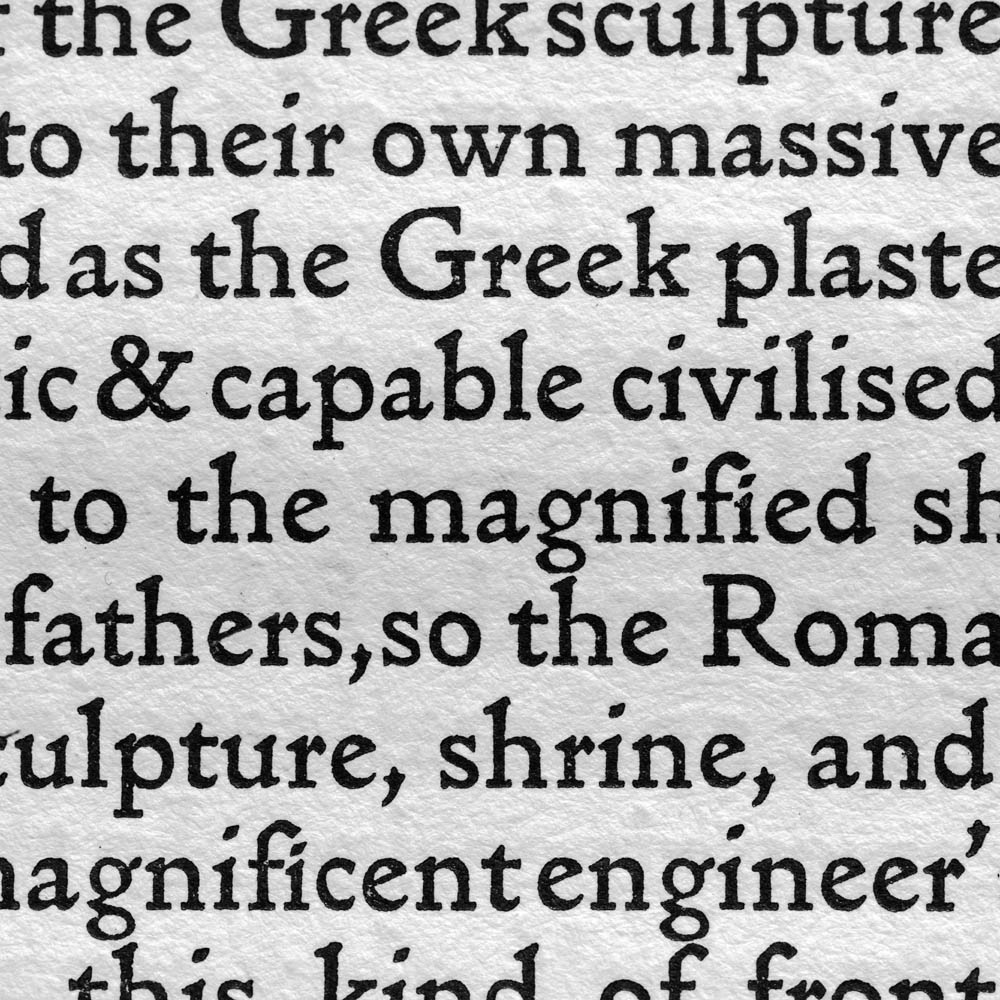 the Greek sculpture
to their own massive
d as the Greek plaste
ic & capable civilised
to the magnified sh
fathers, so the Roma
culpture, shrine, and
nagnificent engineer'
this kind of front